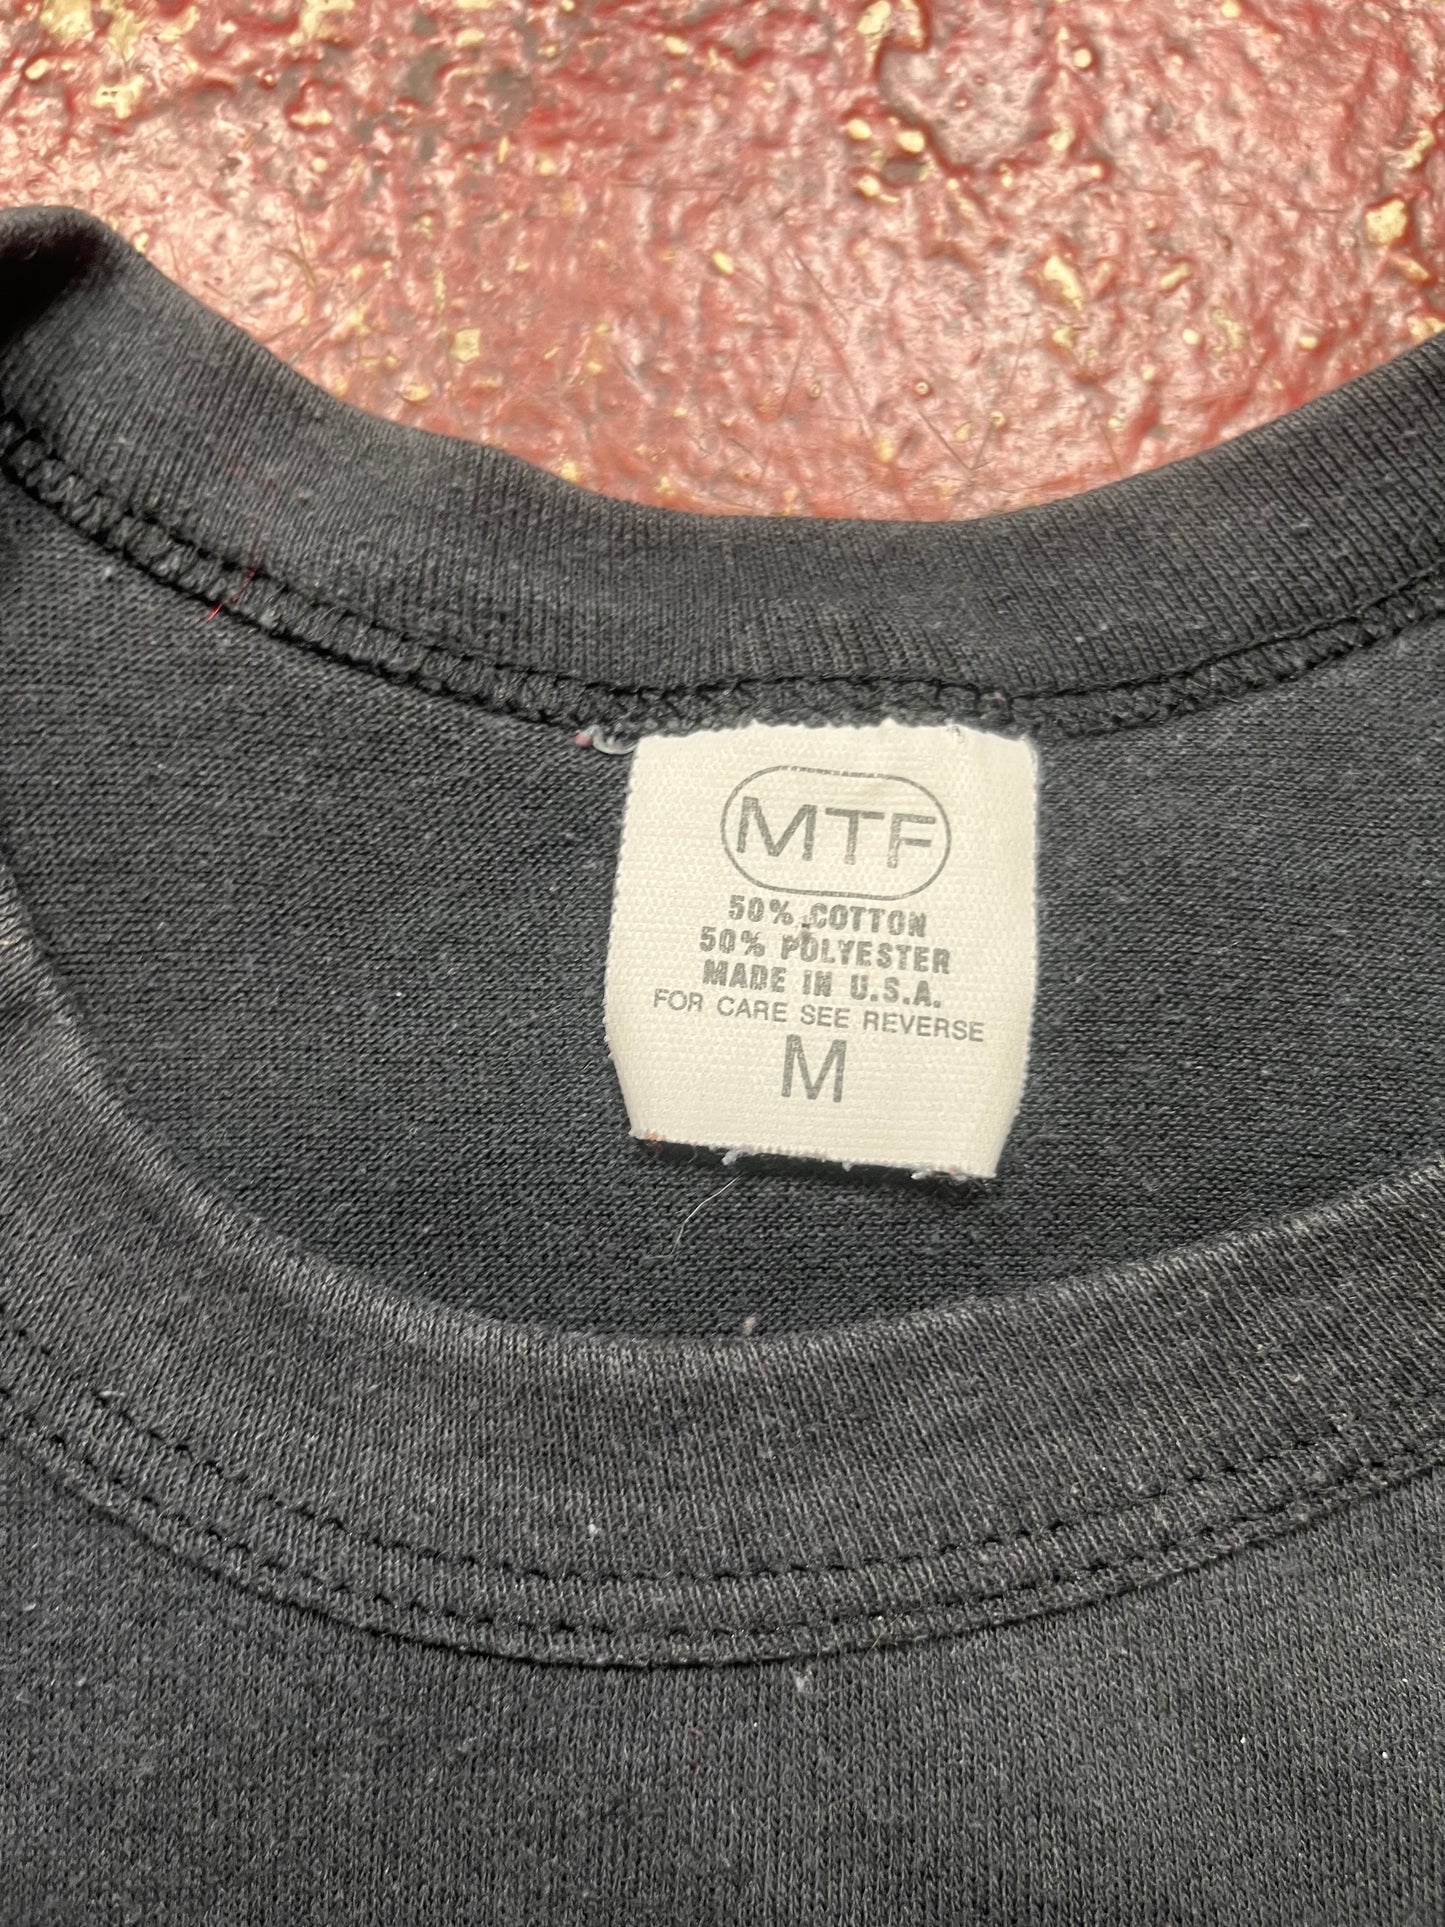 MTF
50% COTTON
50% POLYESTER
MADE IN U.S.A.
FOR CARE SEE REVERSE
M